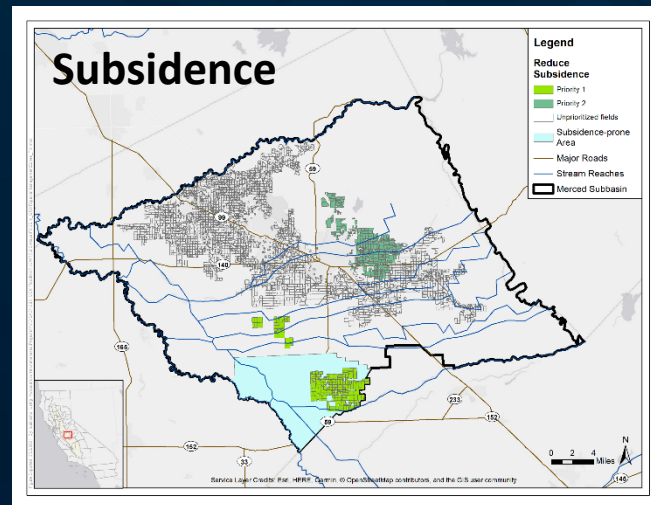 Subsidence
Legend
Reduce
Subsidence
Priority 1
Priority 2
Unprioritized fields
Subsidence-prone
Area
Major Roads
Stream Reaches
Merced Subbasin
59
99
140
165
59
233
152
152
33
145
N
0 2 4
Miles
Service Layer Credits: Esri, HERE, Garmin, © OpenStreetMap contributors, and the GIS user community